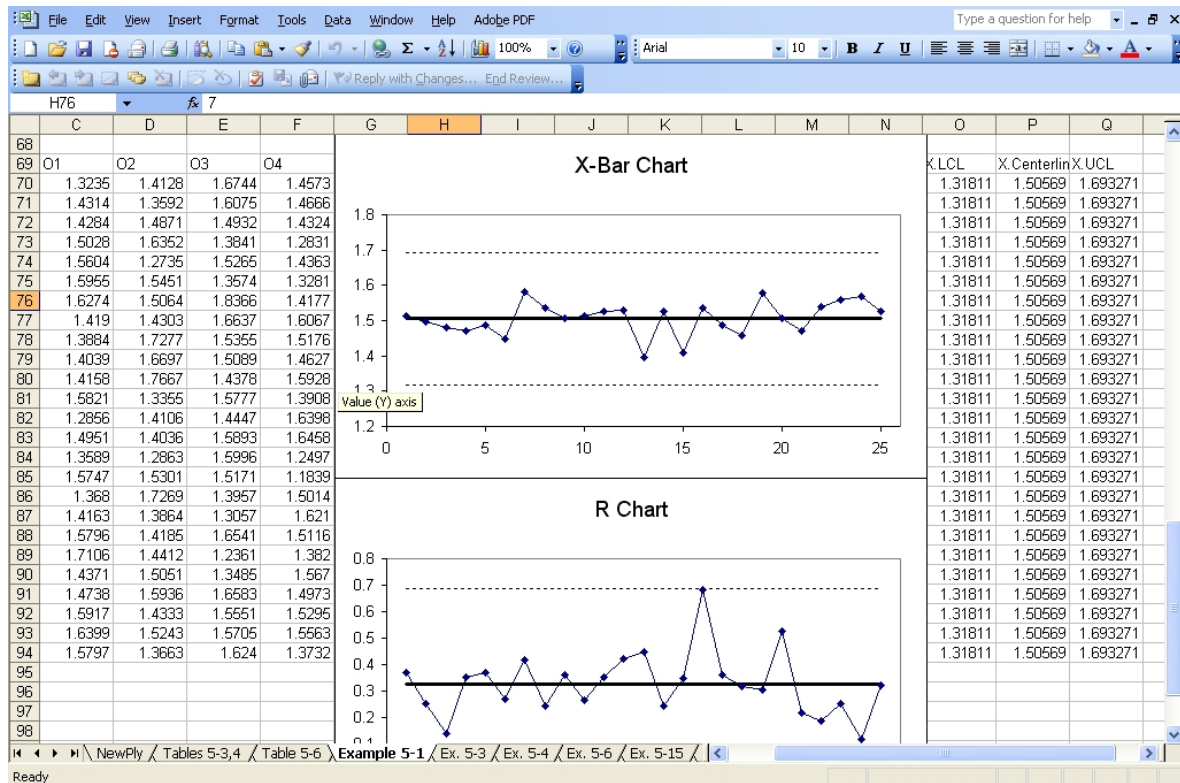 File Edit View Insert Format Tools Data Window Help Adobe PDF Type a question for help
100% Arial 10 B I U
Reply with Changes... End Review...
H76 fx 7
C D E F G H I J K L M N O P Q
68
69 O1 O2 O3 O4 X.LCL X.Centerlin X.UCL
70 1.3235 1.4128 1.6744 1.4573 1.31811 1.50569 1.693271
71 1.4314 1.3592 1.6075 1.4666 1.31811 1.50569 1.693271
72 1.4284 1.4871 1.4932 1.4324 1.31811 1.50569 1.693271
73 1.5028 1.6352 1.3841 1.2831 1.31811 1.50569 1.693271
74 1.5604 1.2735 1.5265 1.4363 1.31811 1.50569 1.693271
75 1.5955 1.5451 1.3574 1.3281 1.31811 1.50569 1.693271
76 1.6274 1.5064 1.8366 1.4177 1.31811 1.50569 1.693271
77 1.419 1.4303 1.6637 1.6067 1.31811 1.50569 1.693271
78 1.3884 1.7277 1.5355 1.5176 1.31811 1.50569 1.693271
79 1.4039 1.6697 1.5089 1.4627 1.31811 1.50569 1.693271
80 1.4158 1.7667 1.4378 1.5928 1.31811 1.50569 1.693271
81 1.5821 1.3355 1.5777 1.3908 1.31811 1.50569 1.693271
82 1.2856 1.4106 1.4447 1.6398 1.31811 1.50569 1.693271
83 1.4951 1.4036 1.5893 1.6458 1.31811 1.50569 1.693271
84 1.3589 1.2863 1.5996 1.2497 1.31811 1.50569 1.693271
85 1.5747 1.5301 1.5171 1.1839 1.31811 1.50569 1.693271
86 1.368 1.7269 1.3957 1.5014 1.31811 1.50569 1.693271
87 1.4163 1.3864 1.3057 1.621 1.31811 1.50569 1.693271
88 1.5796 1.4185 1.6541 1.5116 1.31811 1.50569 1.693271
89 1.7106 1.4412 1.2361 1.382 1.31811 1.50569 1.693271
90 1.4371 1.5051 1.3485 1.567 1.31811 1.50569 1.693271
91 1.4738 1.5936 1.6583 1.4973 1.31811 1.50569 1.693271
92 1.5917 1.4333 1.5551 1.5295 1.31811 1.50569 1.693271
93 1.6399 1.5243 1.5705 1.5563 1.31811 1.50569 1.693271
94 1.5797 1.3663 1.624 1.3732 1.31811 1.50569 1.693271
95
96
97
98
X-Bar Chart
1.8
1.7
1.6
1.5
1.4
1.3
Value (Y) axis
1.2
0 5 10 15 20 25
R Chart
0.8
0.7
0.6
0.5
0.4
0.3
0.2
0.1
NewPly Tables 5-3,4 Table 5-6 Example 5-1 Ex. 5-3 Ex. 5-4 Ex. 5-6 Ex. 5-15
Ready